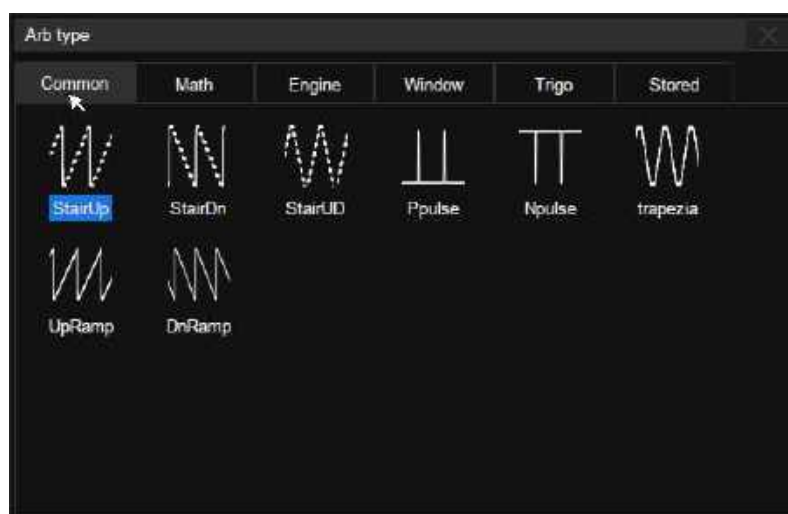 Arb type
Common Math Engine Window Trigo Stored
StairUp StairDn StairUD Ppulse Npulse trapezia
UpRamp DnRamp